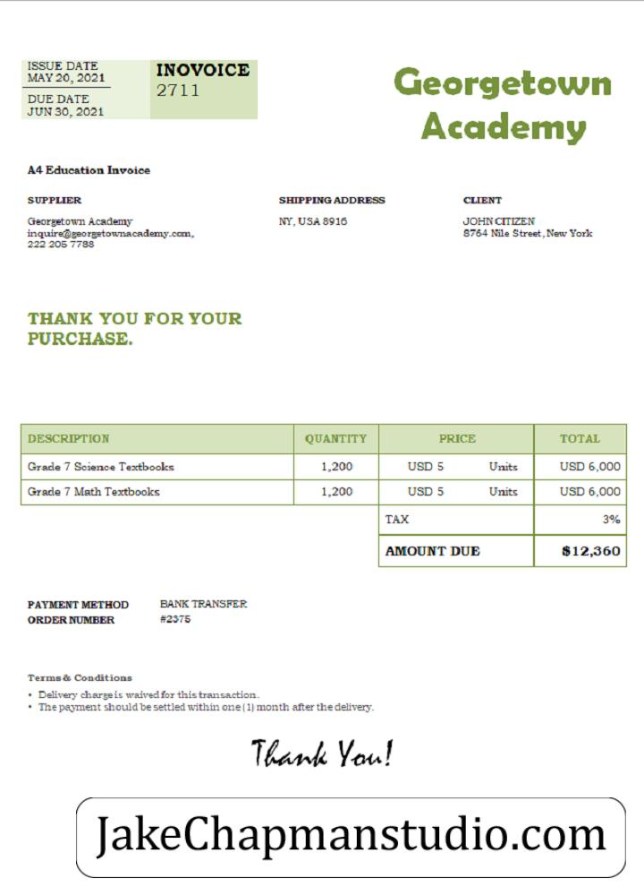 ISSUE DATE
MAY 20, 2021
DUE DATE
JUN 30, 2021
INOVOICE
2711
Georgetown
Academy
A4 Education Invoice
SUPPLIER
Georgetown Academy
inquire@georgetownacademy.com,
222 205 7788
SHIPPING ADDRESS
NY, USA 8916
CLIENT
JOHN CITIZEN
8764 Nile Street, New York
THANK YOU FOR YOUR
PURCHASE.
DESCRIPTION QUANTITY PRICE TOTAL
Grade 7 Science Textbooks 1,200 USD 5 Units USD 6,000
Grade 7 Math Textbooks 1,200 USD 5 Units USD 6,000
TAX 3%
AMOUNT DUE $12,360
PAYMENT METHOD BANK TRANSFER
ORDER NUMBER #2375
Terms & Conditions
• Delivery charge is waived for this transaction.
• The payment should be settled within one (1) month after the delivery.
Thank You!
JakeChapmanstudio.com